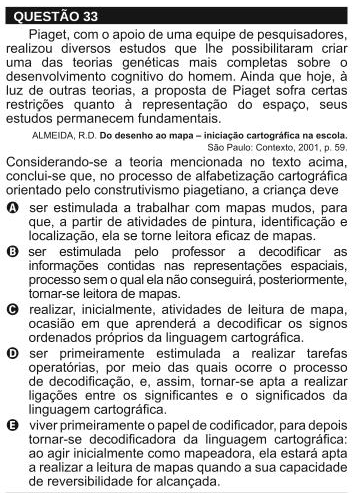 QUESTÃO 33
Piaget, com o apoio de uma equipe de pesquisadores,
realizou diversos estudos que lhe possibilitaram criar
uma das teorias genéticas mais completas sobre o
desenvolvimento cognitivo do homem. Ainda que hoje, à
luz de outras teorias, a proposta de Piaget sofra certas
restrições quanto à representação do espaço, seus
estudos permanecem fundamentais.
ALMEIDA, R.D. Do desenho ao mapa – iniciação cartográfica na escola.
São Paulo: Contexto, 2001, p. 59.
Considerando-se a teoria mencionada no texto acima,
conclui-se que, no processo de alfabetização cartográfica
orientado pelo construtivismo piagetiano, a criança deve
A ser estimulada a trabalhar com mapas mudos, para
que, a partir de atividades de pintura, identificação e
localização, ela se torne leitora eficaz de mapas.
B ser estimulada pelo professor a decodificar as
informações contidas nas representações espaciais,
processo sem o qual ela não conseguirá, posteriormente,
tornar-se leitora de mapas.
C realizar, inicialmente, atividades de leitura de mapa,
ocasião em que aprenderá a decodificar os signos
ordenados próprios da linguagem cartográfica.
D ser primeiramente estimulada a realizar tarefas
operatórias, por meio das quais ocorre o processo
de decodificação, e, assim, tornar-se apta a realizar
ligações entre os significantes e o significados da
linguagem cartográfica.
E viver primeiramente o papel de codificador, para depois
tornar-se decodificadora da linguagem cartográfica:
ao agir inicialmente como mapeadora, ela estará apta
a realizar a leitura de mapas quando a sua capacidade
de reversibilidade for alcançada.